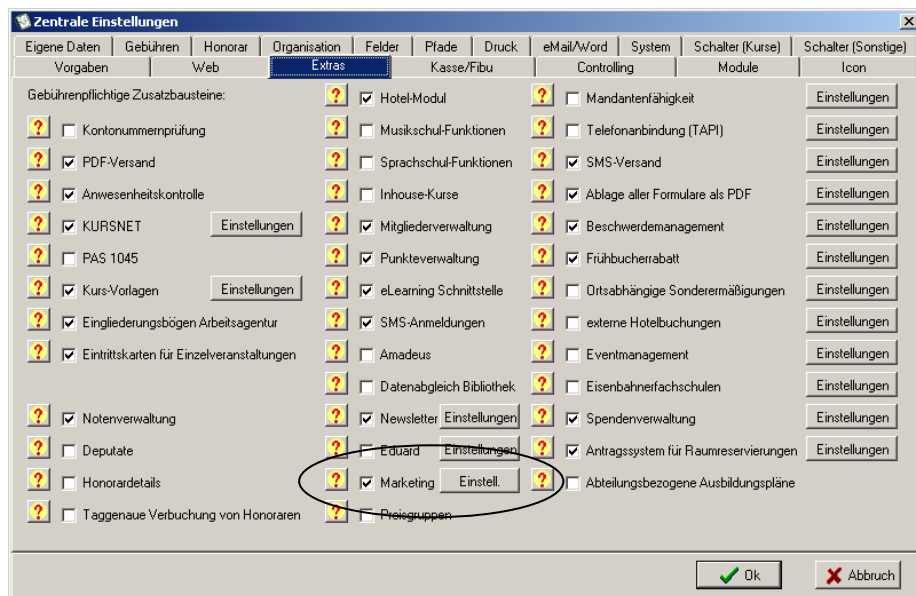 Zentrale Einstellungen
Eigene Daten Gebühren Honorar Organisation Felder Pfade Druck eMail/Word System Schalter (Kurse) Schalter (Sonstige)
Vorgaben Web Extras Kasse/Fibu Controlling Module Icon
Gebührenpflichtige Zusatzbausteine: ? Hotel-Modul ? Mandantenfähigkeit Einstellungen
? Kontonummernprüfung ? Musikschul-Funktionen ? Telefonanbindung (TAPI) Einstellungen
? PDF-Versand ? Sprachschul-Funktionen ? SMS-Versand Einstellungen
? Anwesenheitskontrolle ? Inhouse-Kurse ? Ablage aller Formulare als PDF Einstellungen
? KURSNET Einstellungen ? Mitgliederverwaltung ? Beschwerdemanagement Einstellungen
? PAS 1045 ? Punkteverwaltung ? Frühbucherrabatt Einstellungen
? Kurs-Vorlagen Einstellungen ? eLearning Schnittstelle ? Ortsabhängige Sonderermäßigungen Einstellungen
? Eingliederungsbögen Arbeitsagentur ? SMS-Anmeldungen ? externe Hotelbuchungen Einstellungen
? Eintrittskarten für Einzelveranstaltungen ? Amadeus ? Eventmanagement Einstellungen
? Datenabgleich Bibliothek ? Eisenbahnerfachschulen Einstellungen
? Notenverwaltung ? Newsletter Einstellungen ? Spendenverwaltung Einstellungen
? Deputate ? Eduard Einstellungen ? Antragssystem für Raumreservierungen Einstellungen
? Honorardetails ? Marketing Einstell. ? Abteilungsbezogene Ausbildungspläne
? Taggenaue Verbuchung von Honoraren ? Preisgruppen
Ok Abbruch